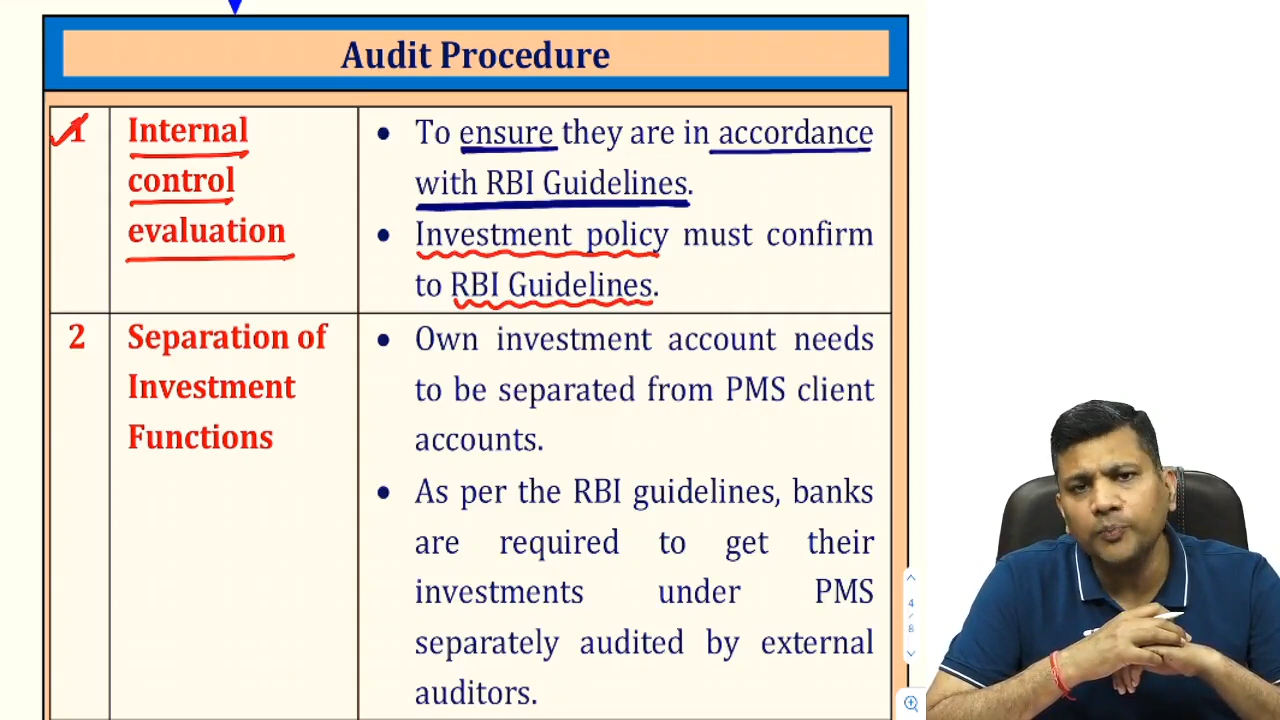 Audit Procedure
1
Internal
control
evaluation
• To ensure they are in accordance
with RBI Guidelines.
• Investment policy must confirm
to RBI Guidelines.
2
Separation of
Investment
Functions
• Own investment account needs
to be separated from PMS client
accounts.
• As per the RBI guidelines, banks
are required to get their
investments under PMS
separately audited by external
auditors.
4
/
8